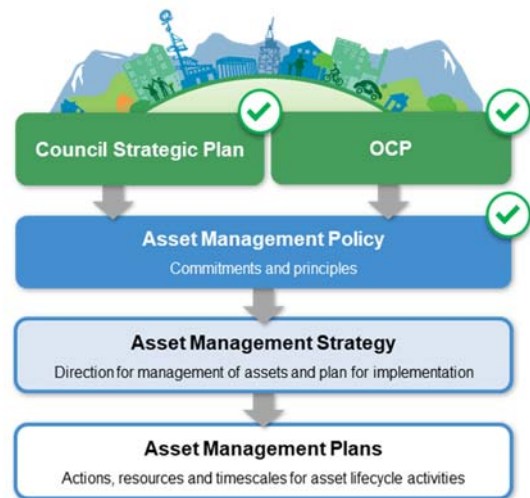 Council Strategic Plan
OCP
Asset Management Policy
Commitments and principles
Asset Management Strategy
Direction for management of assets and plan for implementation
Asset Management Plans
Actions, resources and timescales for asset lifecycle activities